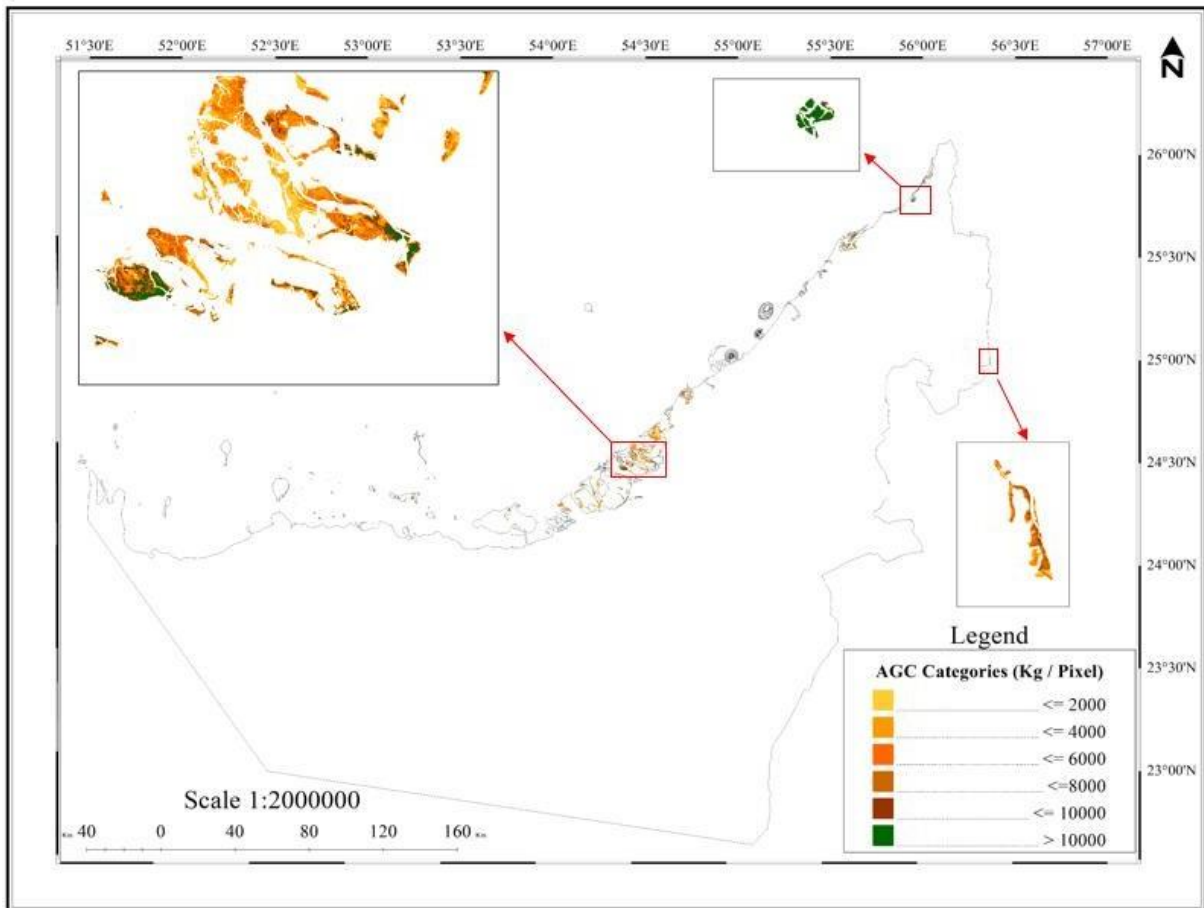 51°30'E 52°00'E 52°30'E 53°00'E 53°30'E 54°00'E 54°30'E 55°00'E 55°30'E 56°00'E 56°30'E 57°00'E
N
26°00'N
25°30'N
25°00'N
24°30'N
24°00'N
23°30'N
23°00'N
Legend
AGC Categories (Kg / Pixel)
<= 2000
<= 4000
<= 6000
<=8000
<= 10000
> 10000
Scale 1:2000000
Km 40 0 40 80 120 160 Km